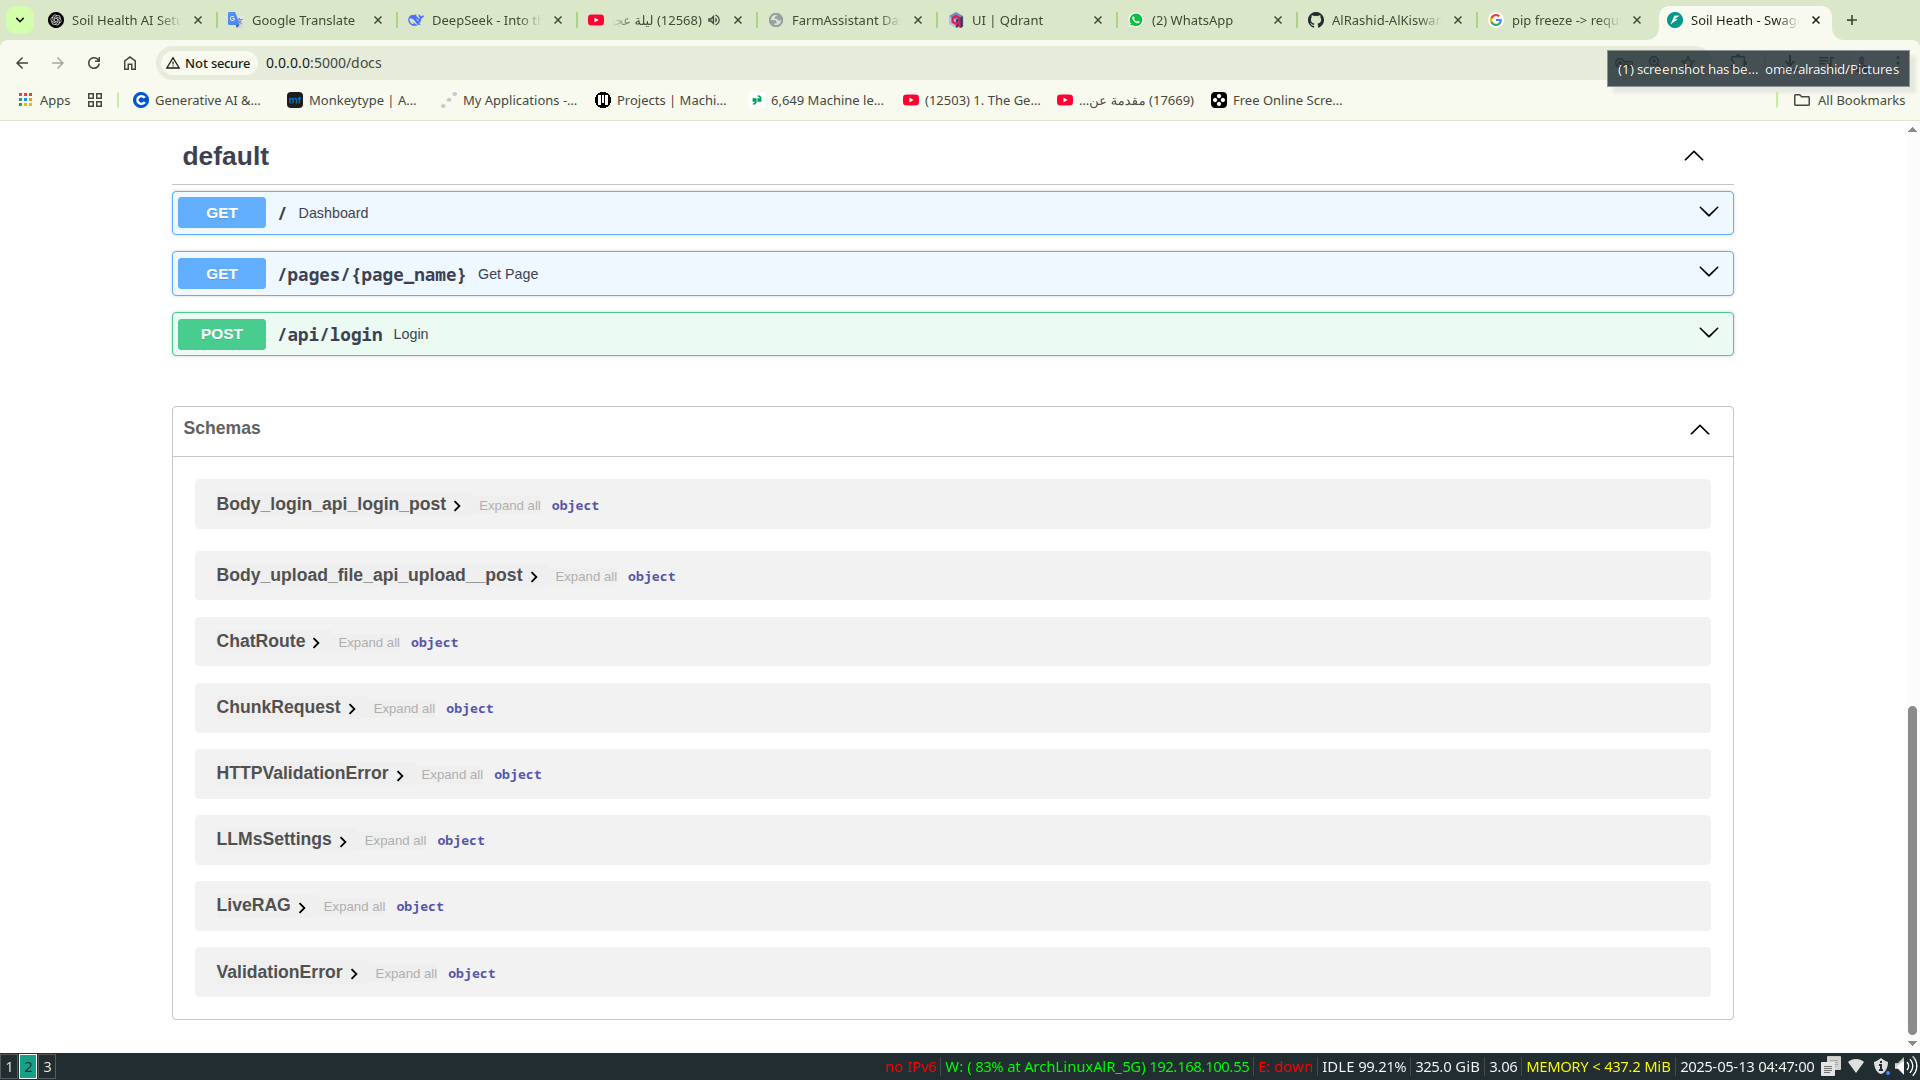 Soil Health AI Setu
Google Translate
DeepSeek - Into th
(12568) ليلة عجـ
FarmAssistant Da
UI | Qdrant
(2) WhatsApp
AlRashid-AlKiswan
pip freeze -> requ
Soil Heath - Swag
Not secure
0.0.0.0:5000/docs
(1) screenshot has be... ome/alrashid/Pictures
Apps
Generative AI &...
Monkeytype | A...
My Applications -...
Projects | Machi...
6,649 Machine le...
(12503) 1. The Ge...
(17669) مقدمة عن...
Free Online Scre...
All Bookmarks
default
GET / Dashboard
GET /pages/{page_name} Get Page
POST /api/login Login
Schemas
Body_login_api_login_post Expand all object
Body_upload_file_api_upload__post Expand all object
ChatRoute Expand all object
ChunkRequest Expand all object
HTTPValidationError Expand all object
LLMsSettings Expand all object
LiveRAG Expand all object
ValidationError Expand all object
1 2 3
no IPv6 W: ( 83% at ArchLinuxAlR_5G) 192.168.100.55 E: down IDLE 99.21% 325.0 GiB 3.06 MEMORY < 437.2 MiB 2025-05-13 04:47:00